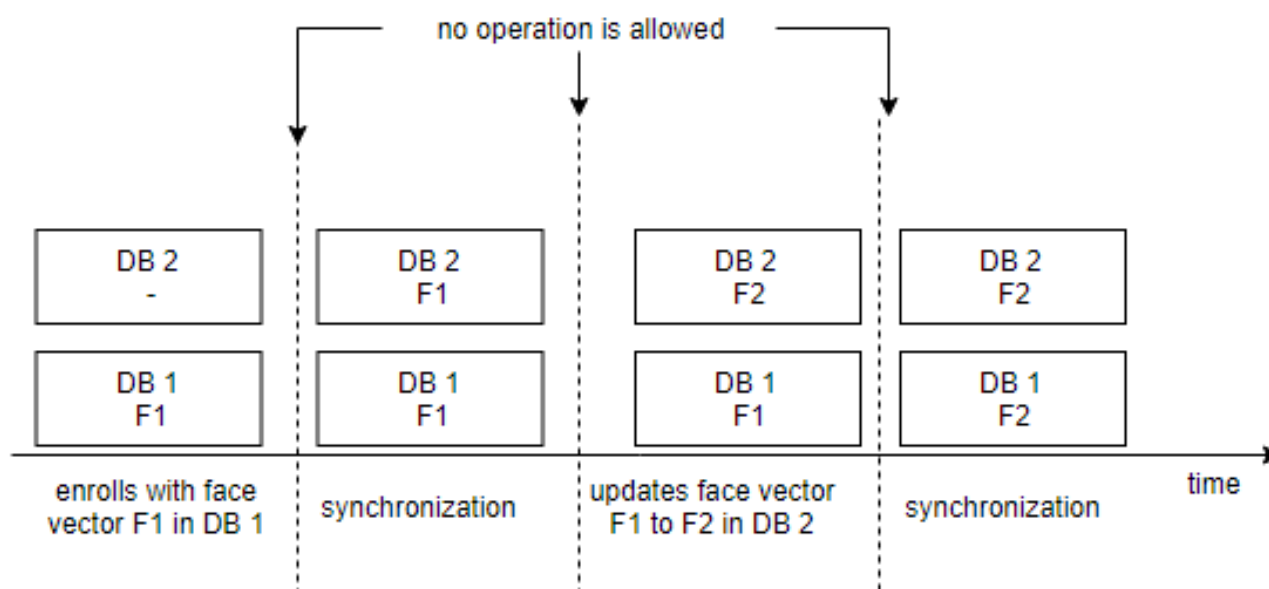 no operation is allowed
DB 2
-
DB 2
F1
DB 2
F2
DB 2
F2
DB 1
F1
DB 1
F1
DB 1
F1
DB 1
F2
enrolls with face
vector F1 in DB 1
synchronization
updates face vector
F1 to F2 in DB 2
synchronization
time